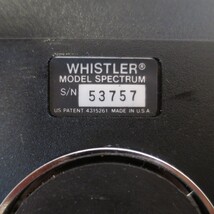 WHISTLER®
MODEL SPECTRUM
S/N 53757
US PATENT 4315261 MADE IN U.S.A